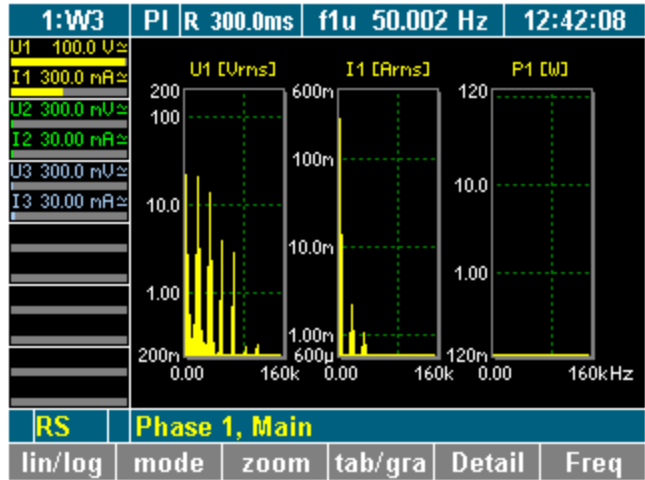 1:W3 PI R 300.0ms f1u 50.002 Hz 12:42:08
U1 100.0 V≃
I1 300.0 mA≃
U2 300.0 mV≃
I2 30.00 mA≃
U3 300.0 mV≃
I3 30.00 mA≃
U1 [Vrms] I1 [Arms] P1 [W]
200 600m 120
100
100m
10.0
10.0
10.0m
1.00
1.00
1.00m
200m 600µ 120m
0.00 160k 0.00 160k 0.00 160kHz
RS Phase 1, Main
lin/log mode zoom tab/gra Detail Freq